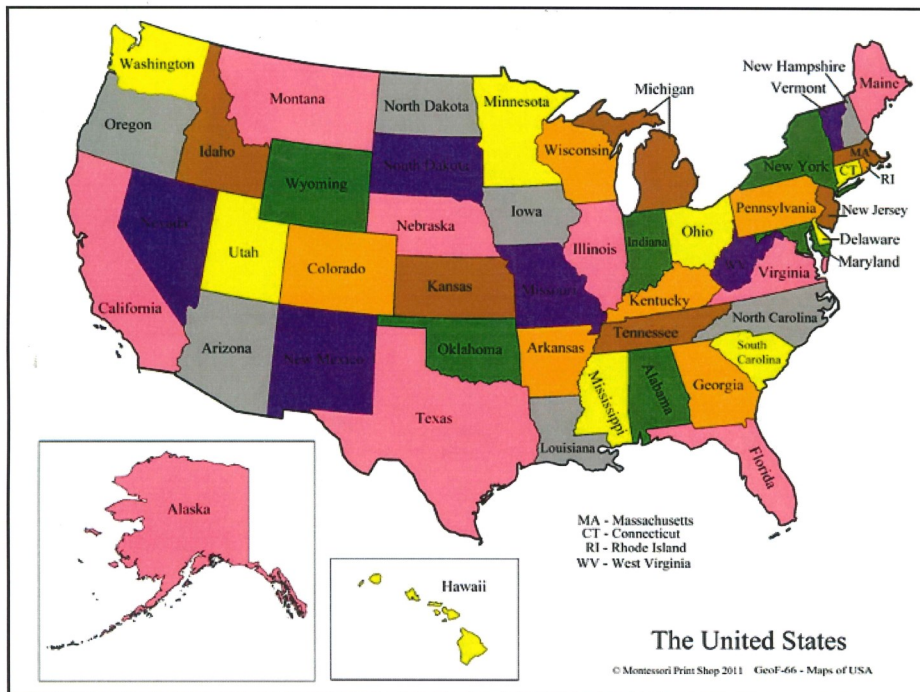 Washington
Montana
North Dakota
Minnesota
Michigan
New Hampshire
Vermont
Maine
Oregon
Idaho
Wyoming
South Dakota
Wisconsin
New York
MA
CT
RI
Nevada
Utah
Colorado
Nebraska
Iowa
Illinois
Indiana
Ohio
Pennsylvania
New Jersey
Delaware
Maryland
California
Kansas
Missouri
Kentucky
WV
Virginia
Arizona
New Mexico
Oklahoma
Arkansas
Tennessee
North Carolina
South
Carolina
Texas
Louisiana
Mississippi
Alabama
Georgia
Florida
Alaska
Hawaii
MA - Massachusetts
CT - Connecticut
RI - Rhode Island
WV - West Virginia
The United States
© Montessori Print Shop 2011 GeoF-66 - Maps of USA